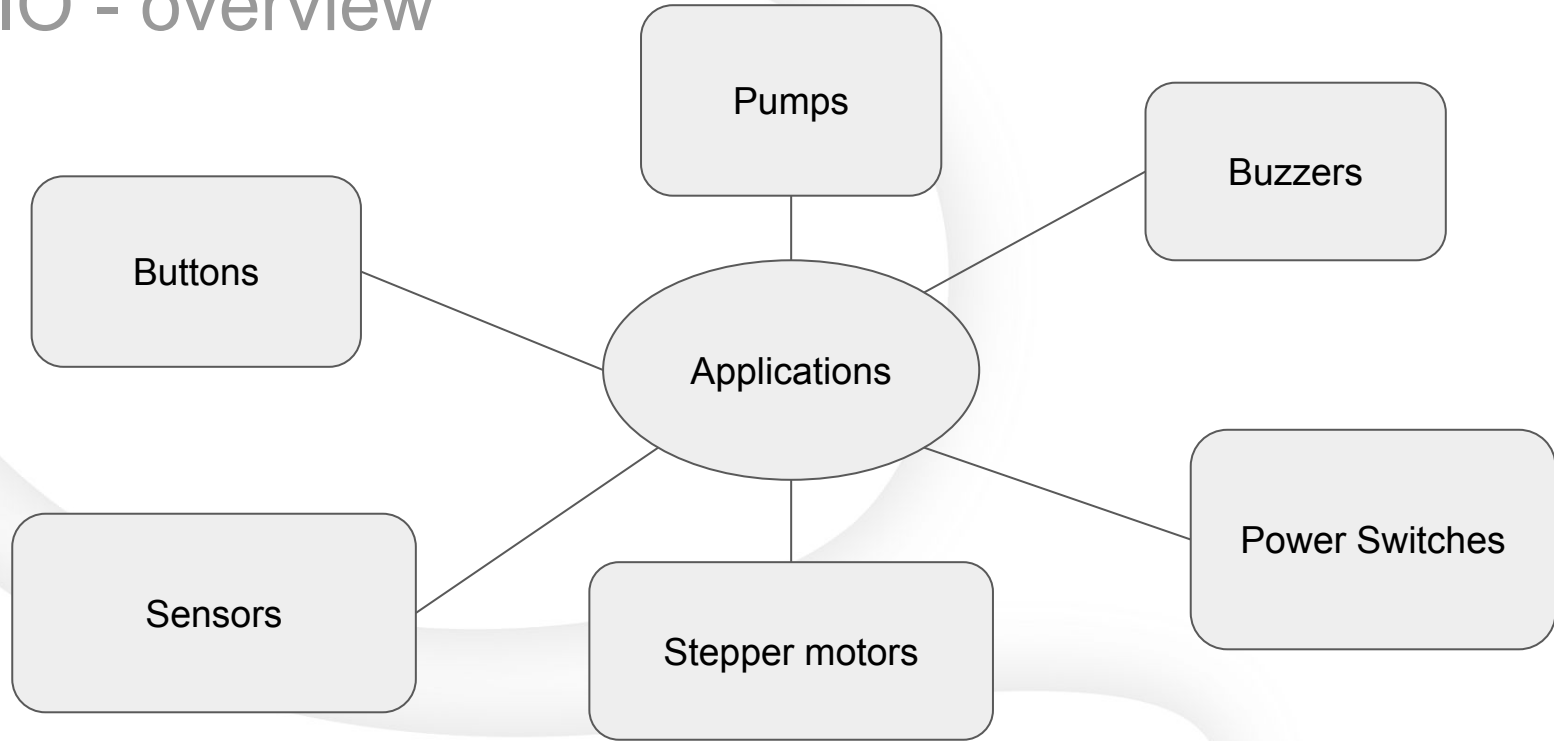 IO - overview
Pumps
Buzzers
Buttons
Applications
Power Switches
Sensors
Stepper motors